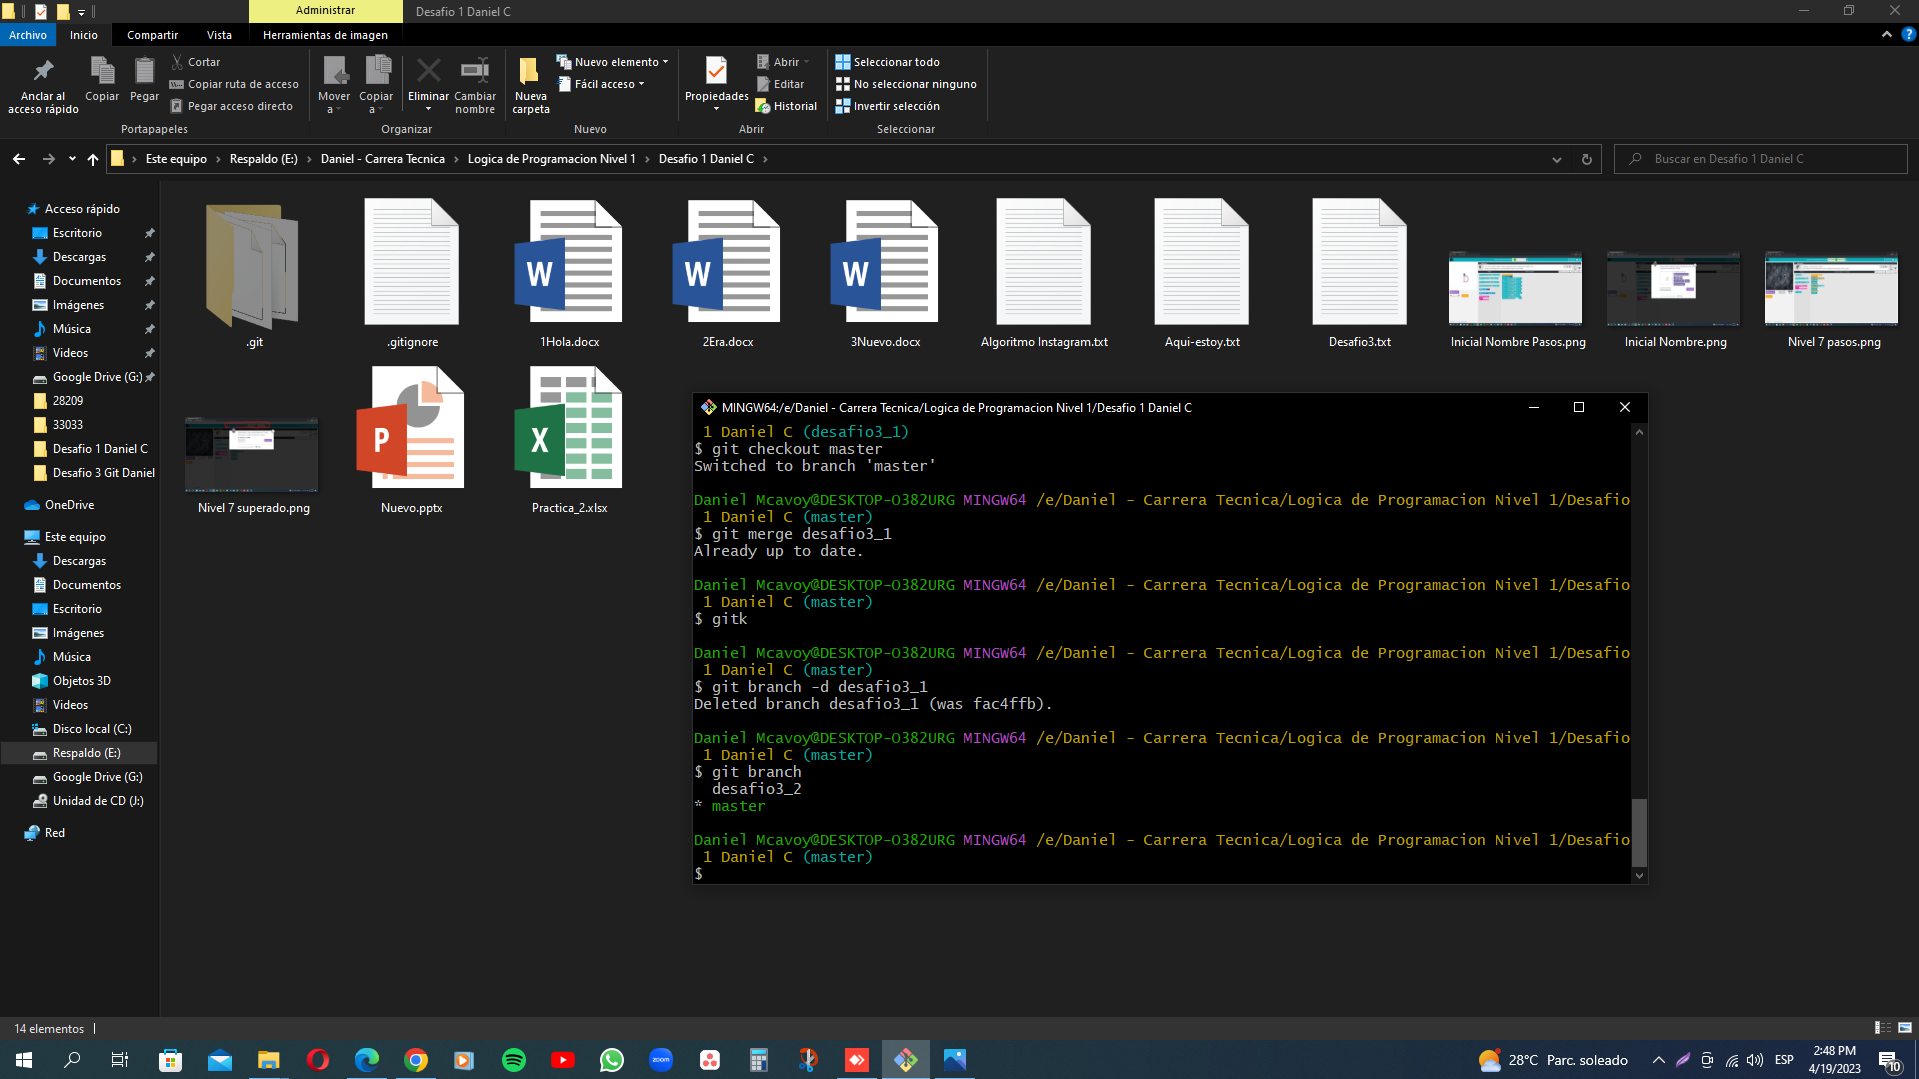 Administrar
Desafio 1 Daniel C
Archivo
Inicio
Compartir
Vista
Herramientas de imagen
Anclar al
acceso rápido
Copiar
Pegar
Cortar
Copiar ruta de acceso
Pegar acceso directo
Portapapeles
Mover
a
Copiar
a
Eliminar
Cambiar
nombre
Organizar
Nueva
carpeta
Nuevo elemento
Fácil acceso
Nuevo
Propiedades
Abrir
Editar
Historial
Abrir
Seleccionar todo
No seleccionar ninguno
Invertir selección
Seleccionar
Este equipo
Respaldo (E:)
Daniel - Carrera Tecnica
Logica de Programacion Nivel 1
Desafio 1 Daniel C
Buscar en Desafio 1 Daniel C
Acceso rápido
Escritorio
Descargas
Documentos
Imágenes
Música
Videos
Google Drive (G:)
28209
33033
Desafio 1 Daniel C
Desafio 3 Git Daniel
OneDrive
Este equipo
Descargas
Documentos
Escritorio
Imágenes
Música
Objetos 3D
Videos
Disco local (C:)
Respaldo (E:)
Google Drive (G:)
Unidad de CD (J:)
Red
.git
.gitignore
1Hola.docx
2Era.docx
3Nuevo.docx
Algoritmo Instagram.txt
Aqui-estoy.txt
Desafio3.txt
Inicial Nombre Pasos.png
Inicial Nombre.png
Nivel 7 pasos.png
Nivel 7 superado.png
Nuevo.pptx
Practica_2.xlsx
MINGW64:/e/Daniel - Carrera Tecnica/Logica de Programacion Nivel 1/Desafio 1 Daniel C
1 Daniel C (desafio3_1)
$ git checkout master
Switched to branch 'master'
Daniel Mcavoy@DESKTOP-O382URG MINGW64 /e/Daniel - Carrera Tecnica/Logica de Programacion Nivel 1/Desafio
1 Daniel C (master)
$ git merge desafio3_1
Already up to date.
Daniel Mcavoy@DESKTOP-O382URG MINGW64 /e/Daniel - Carrera Tecnica/Logica de Programacion Nivel 1/Desafio
1 Daniel C (master)
$ gitk
Daniel Mcavoy@DESKTOP-O382URG MINGW64 /e/Daniel - Carrera Tecnica/Logica de Programacion Nivel 1/Desafio
1 Daniel C (master)
$ git branch -d desafio3_1
Deleted branch desafio3_1 (was fac4ffb).
Daniel Mcavoy@DESKTOP-O382URG MINGW64 /e/Daniel - Carrera Tecnica/Logica de Programacion Nivel 1/Desafio
1 Daniel C (master)
$ git branch
desafio3_2
* master
Daniel Mcavoy@DESKTOP-O382URG MINGW64 /e/Daniel - Carrera Tecnica/Logica de Programacion Nivel 1/Desafio
1 Daniel C (master)
$
14 elementos
zoom
28°C Parc. soleado
ESP
2:48 PM
4/19/2023
10